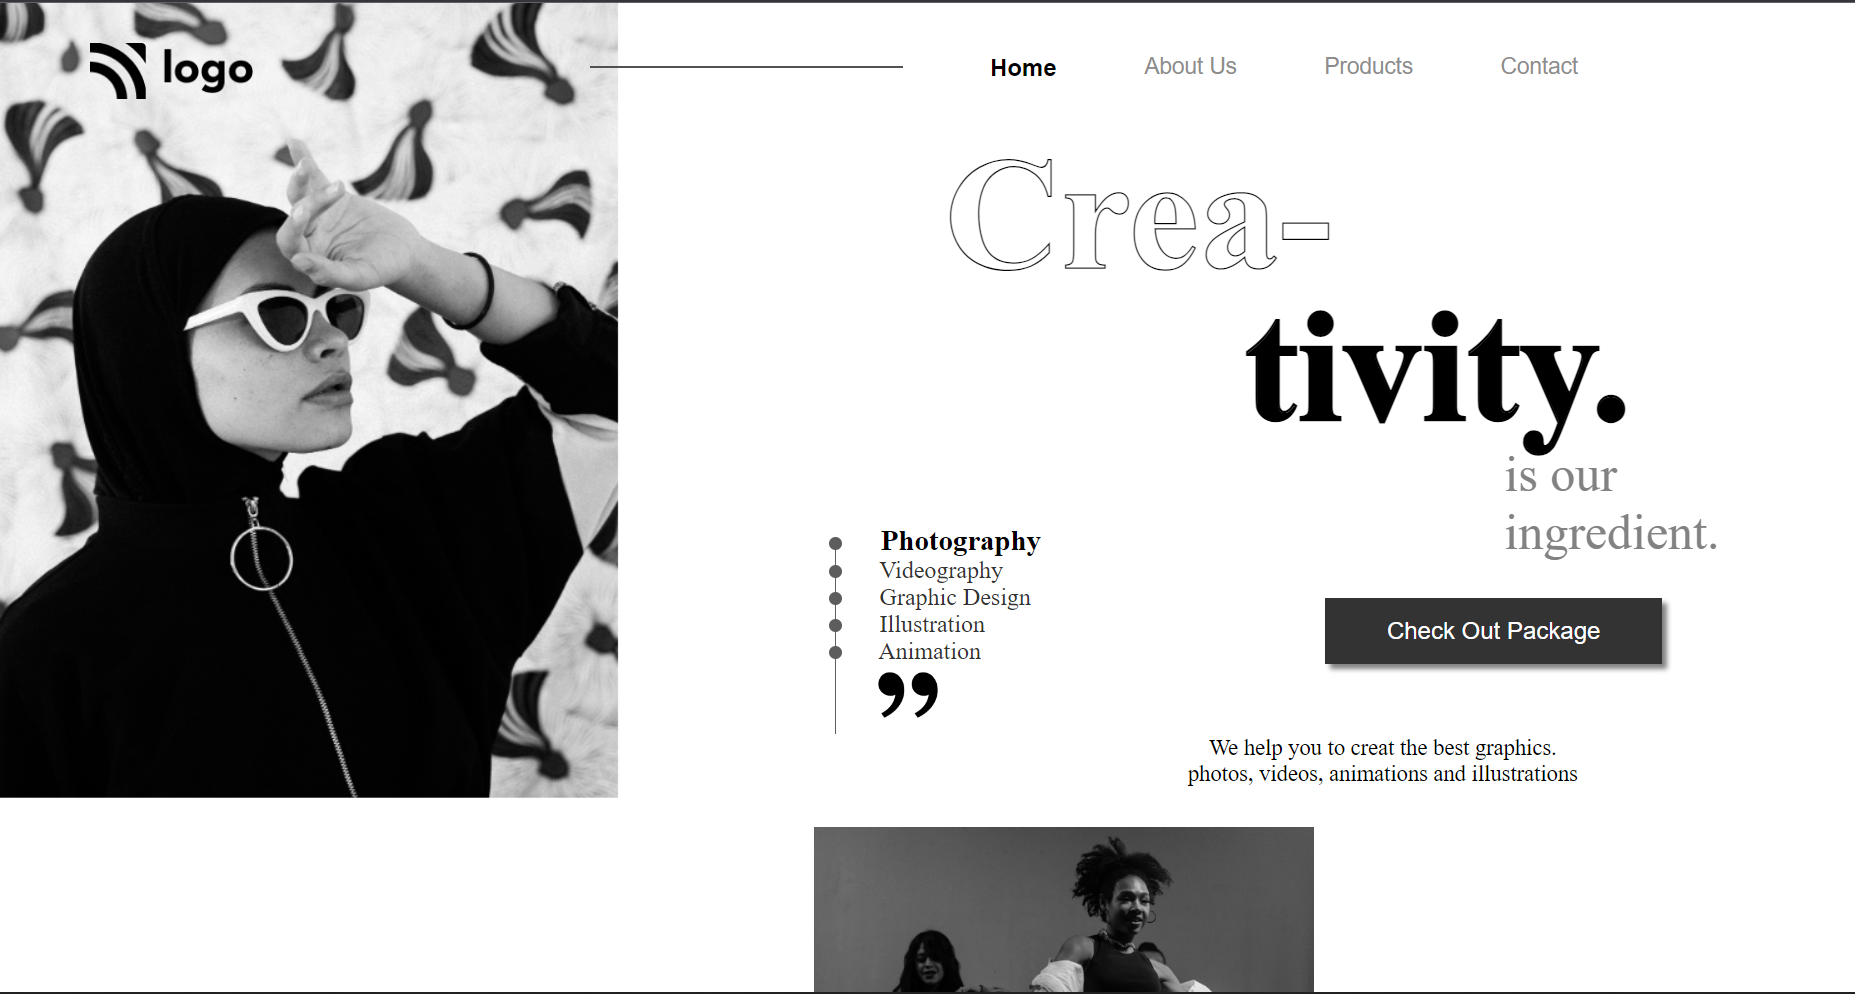 logo
Home About Us Products Contact
Crea-
tivity.
is our
ingredient.
Photography
Videography
Graphic Design
Illustration
Animation
”
Check Out Package
We help you to creat the best graphics.
photos, videos, animations and illustrations